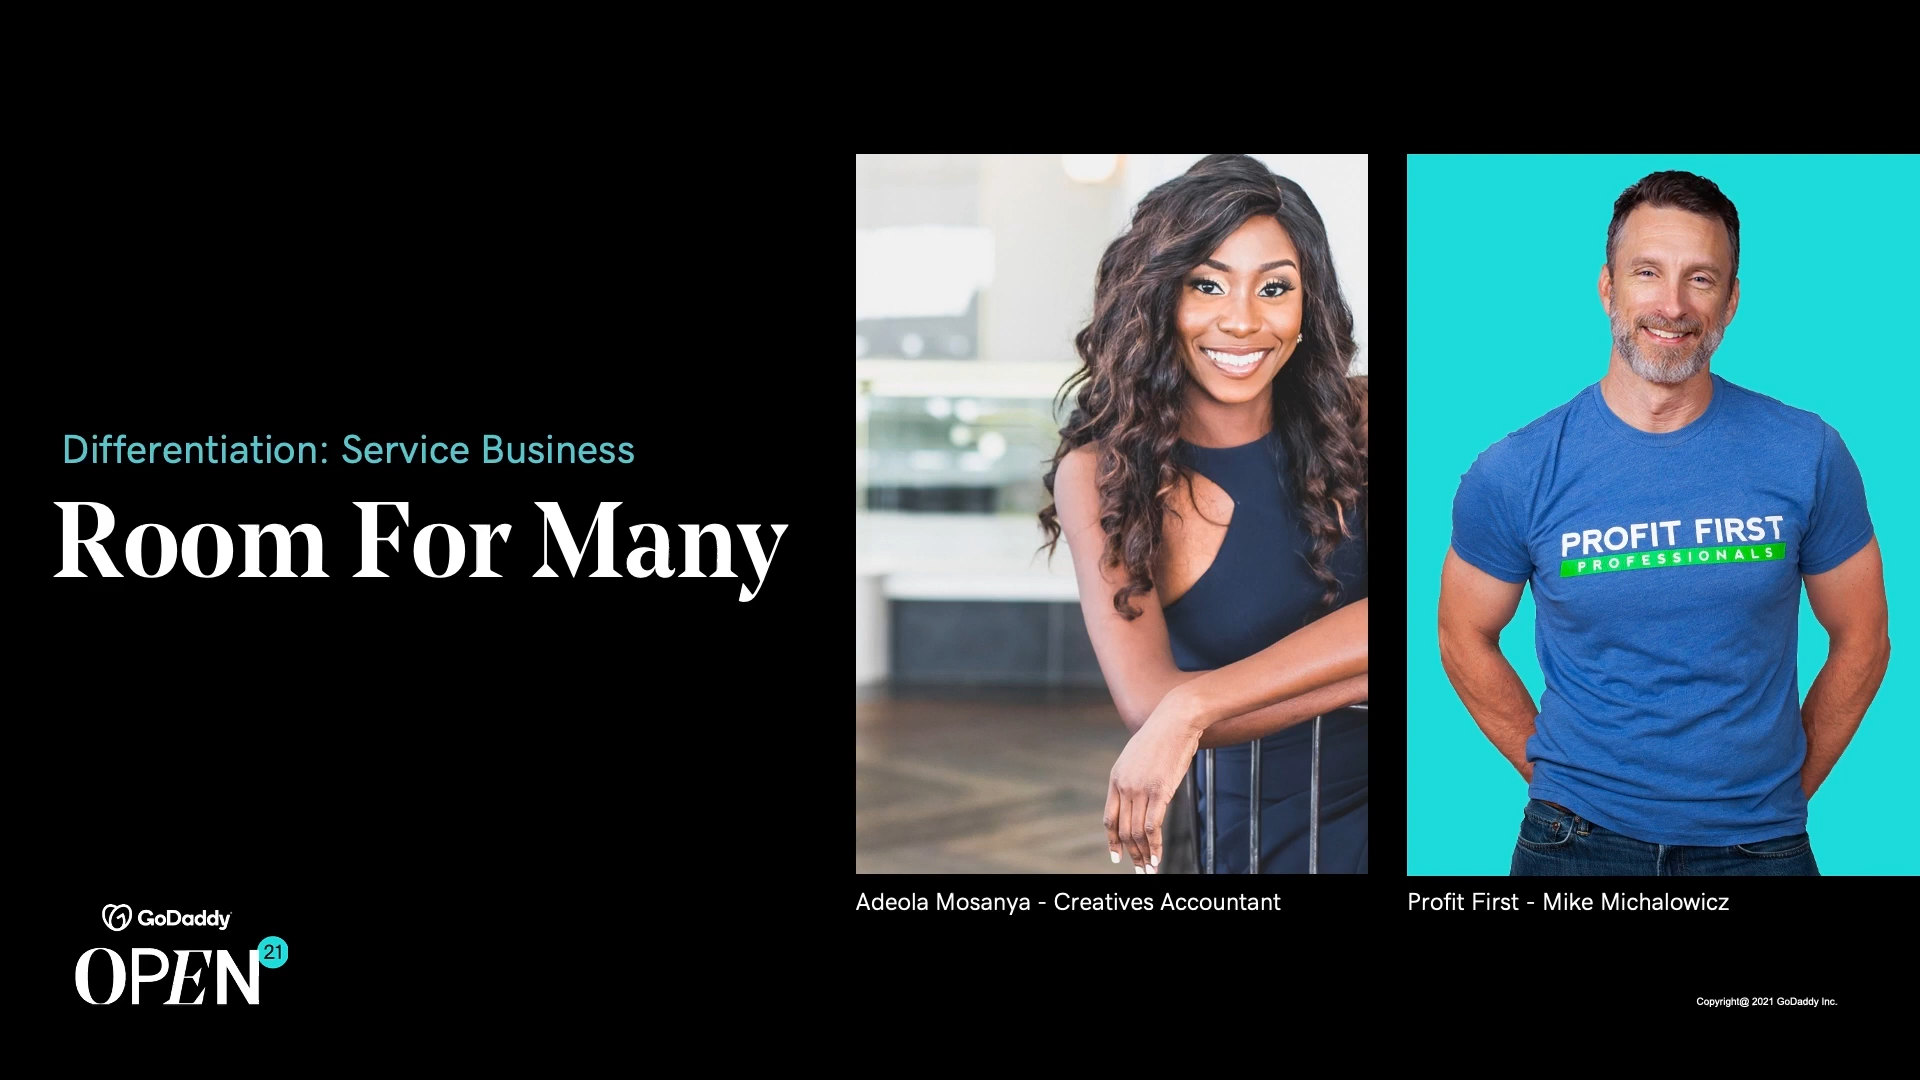 Differentiation: Service Business
Room For Many
PROFIT FIRST
PROFESSIONALS
Adeola Mosanya - Creatives Accountant
Profit First - Mike Michalowicz
GoDaddy
OPEN 21
Copyright@ 2021 GoDaddy Inc.